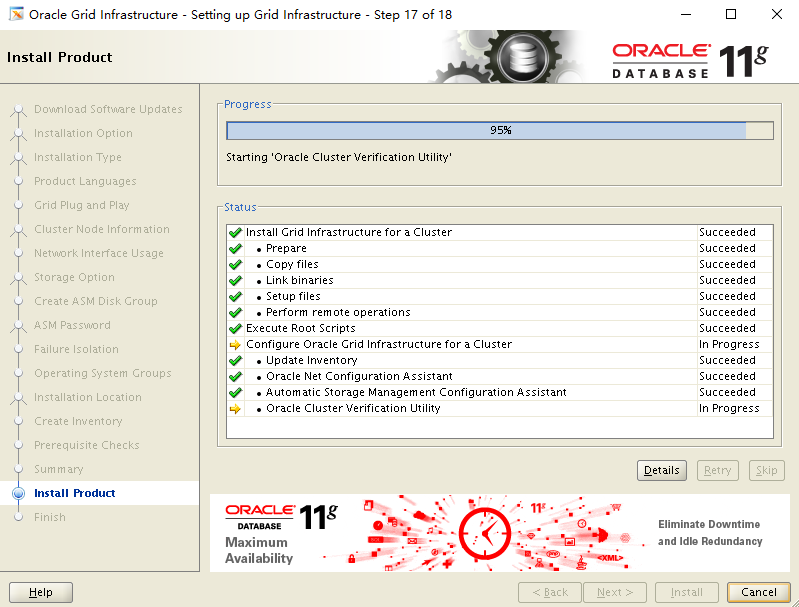 Oracle Grid Infrastructure - Setting up Grid Infrastructure - Step 17 of 18
Install Product
ORACLE
DATABASE
11g
Download Software Updates
Installation Option
Installation Type
Product Languages
Grid Plug and Play
Cluster Node Information
Network Interface Usage
Storage Option
Create ASM Disk Group
ASM Password
Failure Isolation
Operating System Groups
Installation Location
Create Inventory
Prerequisite Checks
Summary
Install Product
Finish
Progress
95%
Starting 'Oracle Cluster Verification Utility'
Status
Install Grid Infrastructure for a Cluster Succeeded
• Prepare Succeeded
• Copy files Succeeded
• Link binaries Succeeded
• Setup files Succeeded
• Perform remote operations Succeeded
Execute Root Scripts Succeeded
Configure Oracle Grid Infrastructure for a Cluster In Progress
• Update Inventory Succeeded
• Oracle Net Configuration Assistant Succeeded
• Automatic Storage Management Configuration Assistant Succeeded
• Oracle Cluster Verification Utility In Progress
Details Retry Skip
ORACLE
DATABASE
11g
Maximum
Availability
11g
<XML>
Eliminate Downtime
and Idle Redundancy
Help < Back Next > Install Cancel